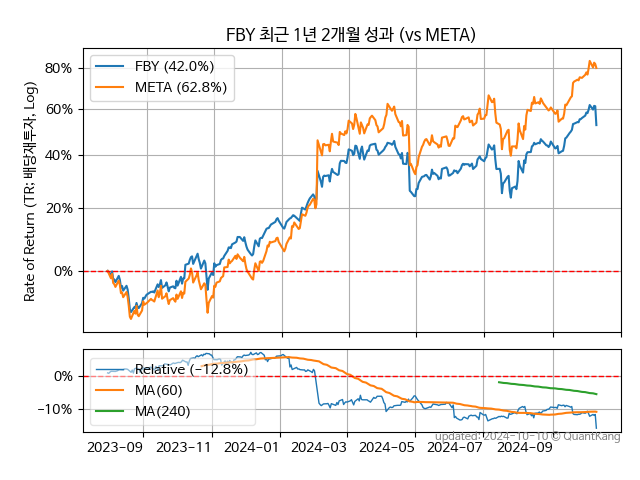 FBY 최근 1년 2개월 성과 (vs META)
Rate of Return (TR: 배당재투자, Log)
80%
60%
40%
20%
0%
FBY (42.0%)
META (62.8%)
0%
−10%
Relative (−12.8%)
MA(60)
MA(240)
2023−09 2023−11 2024−01 2024−03 2024−05 2024−07 2024−09
updated: 2024−10−10 © QuantKang